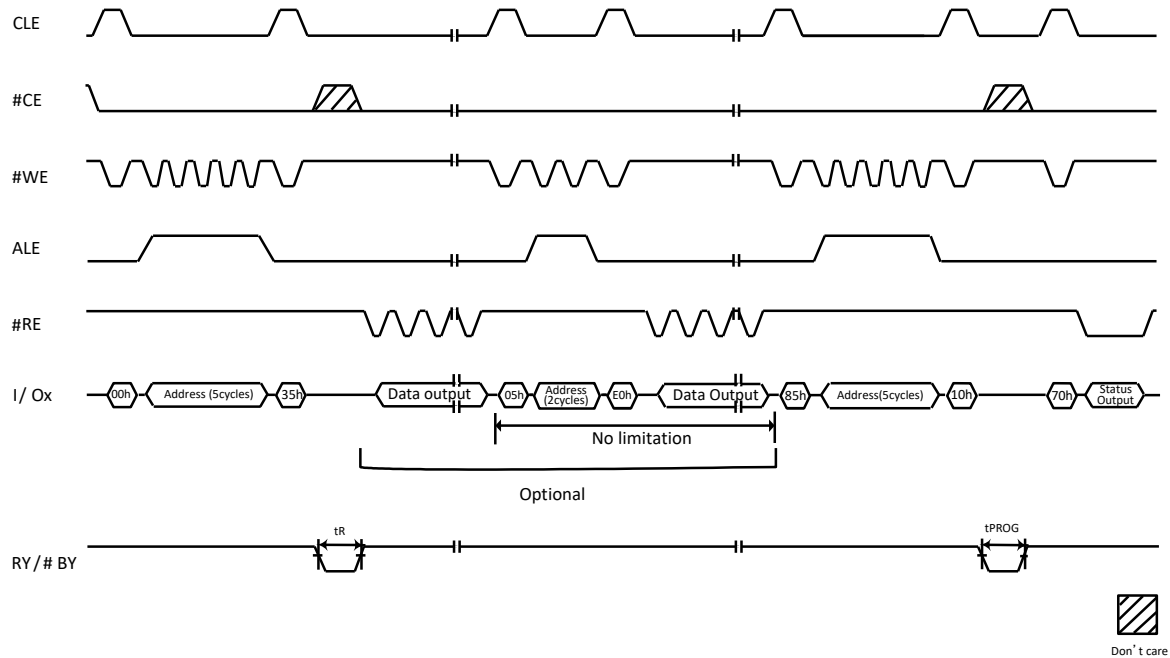 CLE
#CE
#WE
ALE
#RE
I/ Ox
00h
Address (5cycles)
35h
Data output
05h
Address
(2cycles)
E0h
Data Output
85h
Address(5cycles)
10h
70h
Status
Output
No limitation
Optional
tR
tPROG
RY/# BY
Don’t care